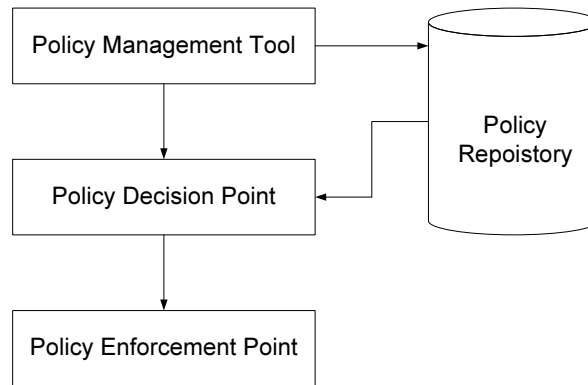 Policy Management Tool
Policy
Repoistory
Policy Decision Point
Policy Enforcement Point